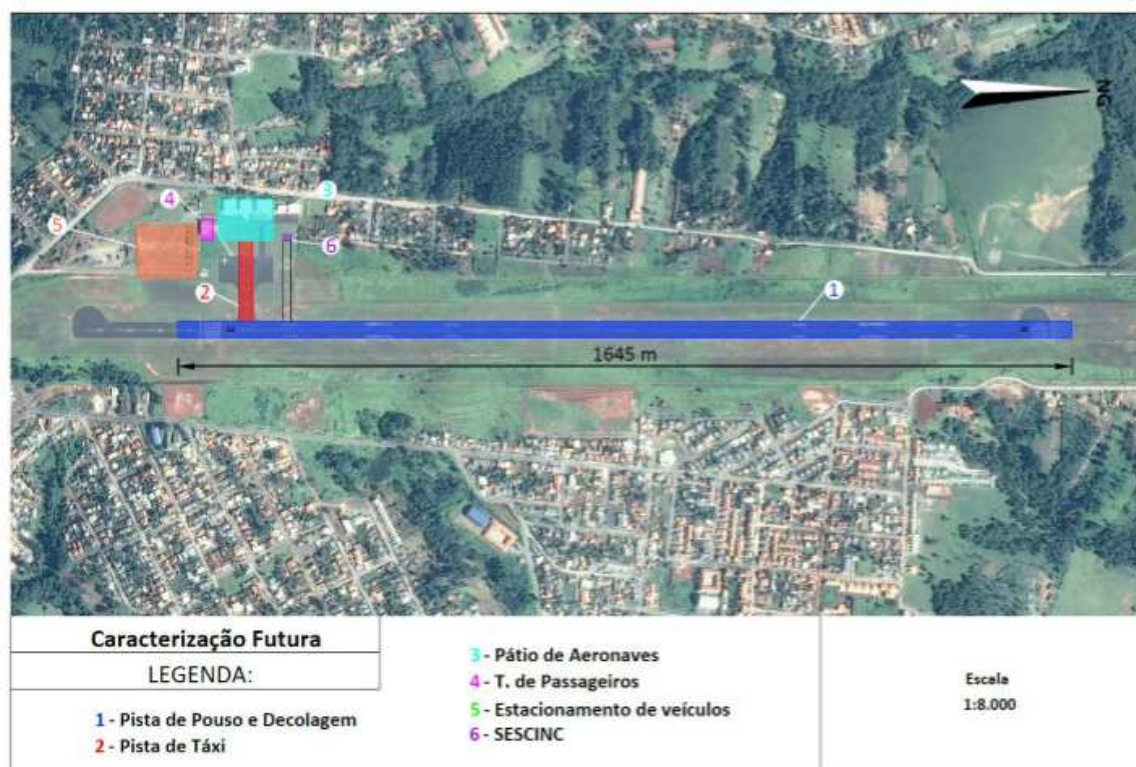 NG
3
4
5
6
2
1
1645 m
Caracterização Futura
LEGENDA:
1 - Pista de Pouso e Decolagem
2 - Pista de Táxi
3 - Pátio de Aeronaves
4 - T. de Passageiros
5 - Estacionamento de veículos
6 - SESCINC
Escala
1:8.000